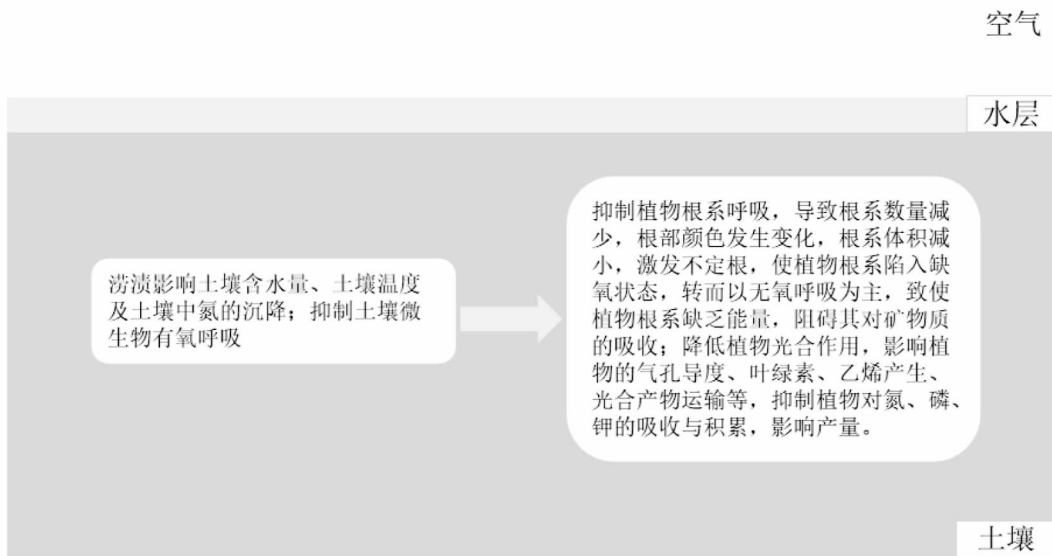 空气
水层
涝渍影响土壤含水量、土壤温度
及土壤中氮的沉降；抑制土壤微
生物有氧呼吸
抑制植物根系呼吸，导致根系数量减
少，根部颜色发生变化，根系体积减
小，激发不定根，使植物根系陷入缺
氧状态，转而以无氧呼吸为主，致使
植物根系缺乏能量，阻碍其对矿物质
的吸收；降低植物光合作用，影响植
物的气孔导度、叶绿素、乙烯产生、
光合产物运输等，抑制植物对氮、磷、
钾的吸收与积累，影响产量。
土壤